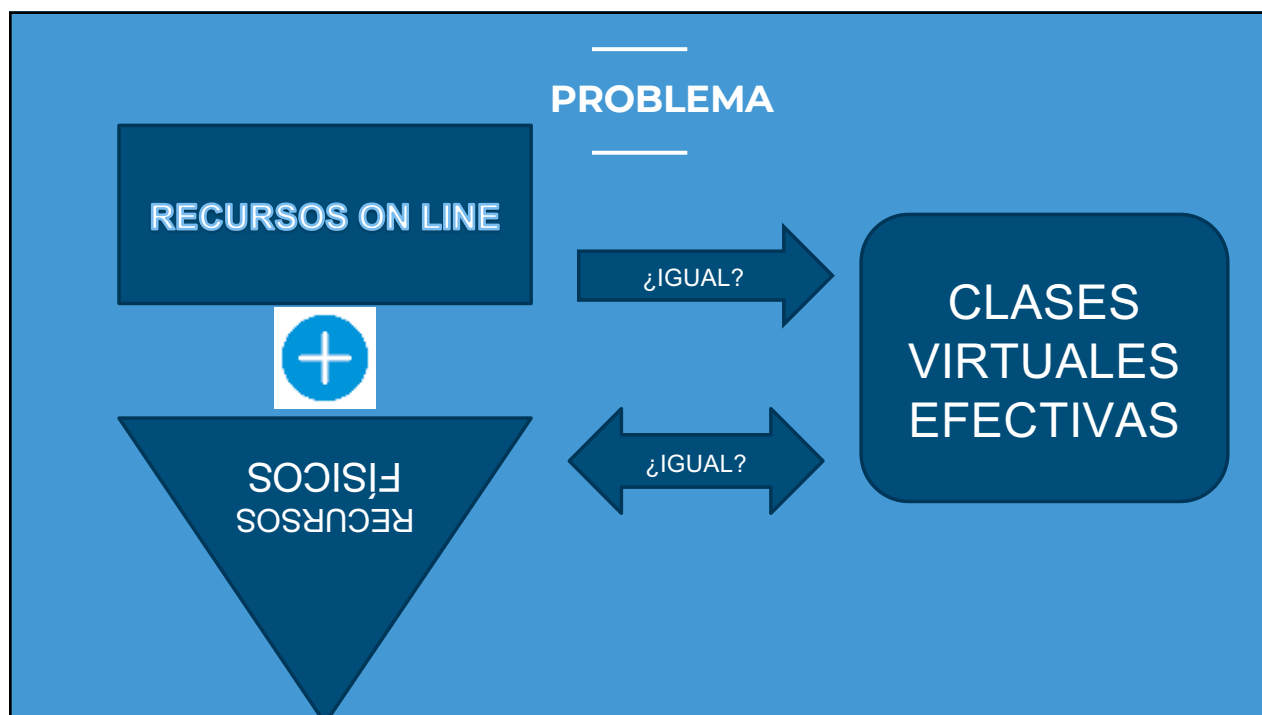 PROBLEMA
RECURSOS ON LINE
¿IGUAL?
CLASES
VIRTUALES
EFECTIVAS
RECURSOS
FÍSICOS
¿IGUAL?